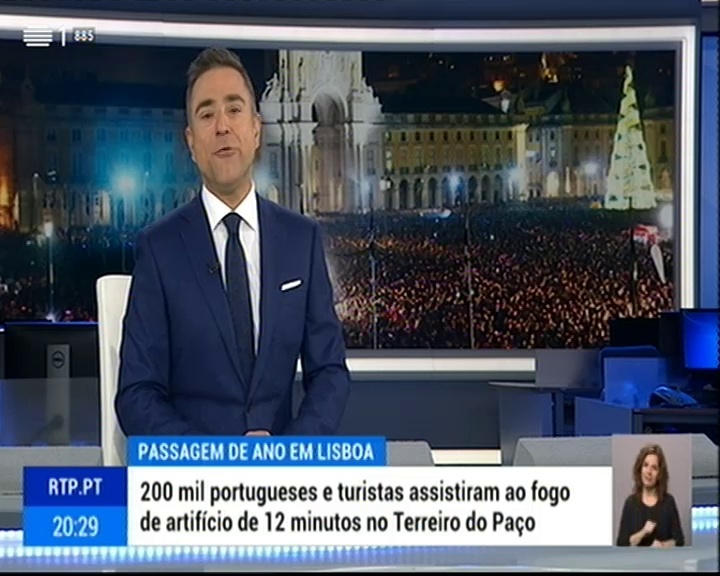 1 885
PASSAGEM DE ANO EM LISBOA
RTP.PT
20:29
200 mil portugueses e turistas assistiram ao fogo
de artifício de 12 minutos no Terreiro do Paço